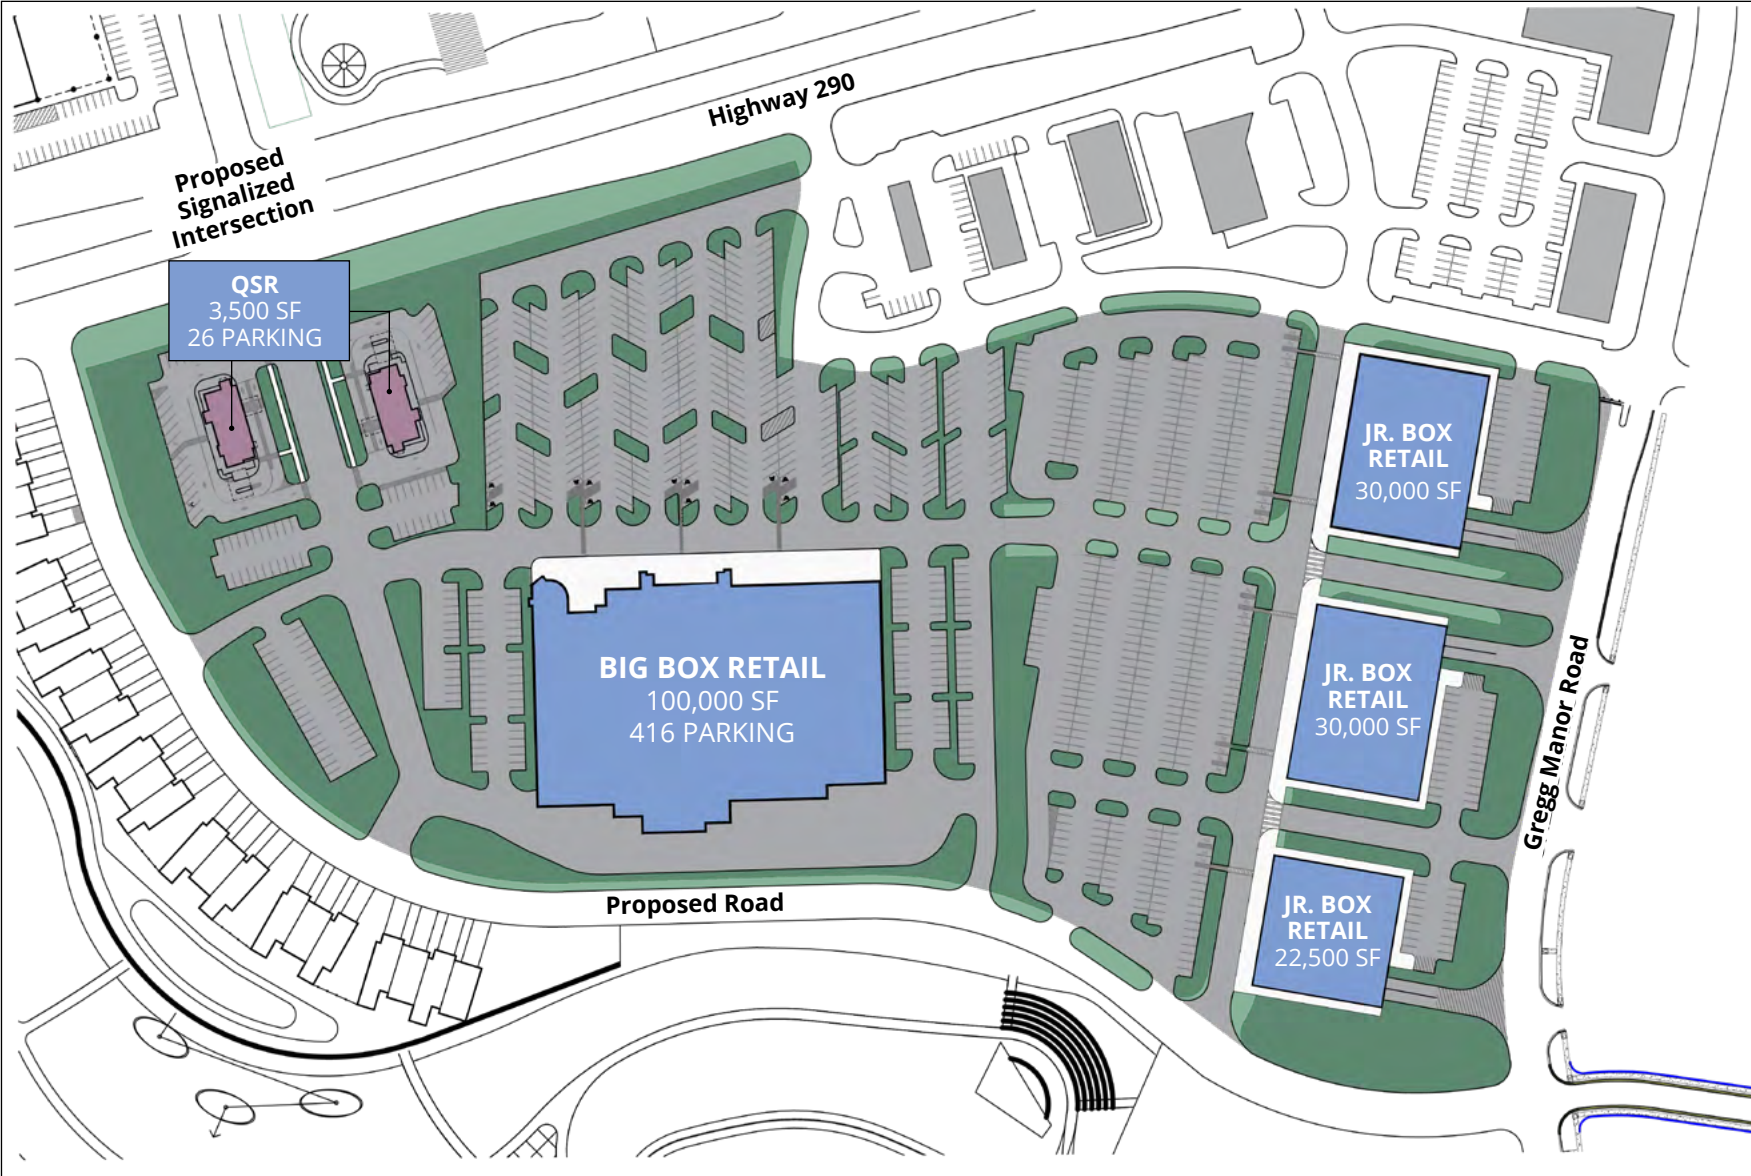 Highway 290
Proposed
Signalized
Intersection
QSR
3,500 SF
26 PARKING
JR. BOX
RETAIL
30,000 SF
BIG BOX RETAIL
100,000 SF
416 PARKING
JR. BOX
RETAIL
30,000 SF
Gregg Manor Road
JR. BOX
RETAIL
22,500 SF
Proposed Road